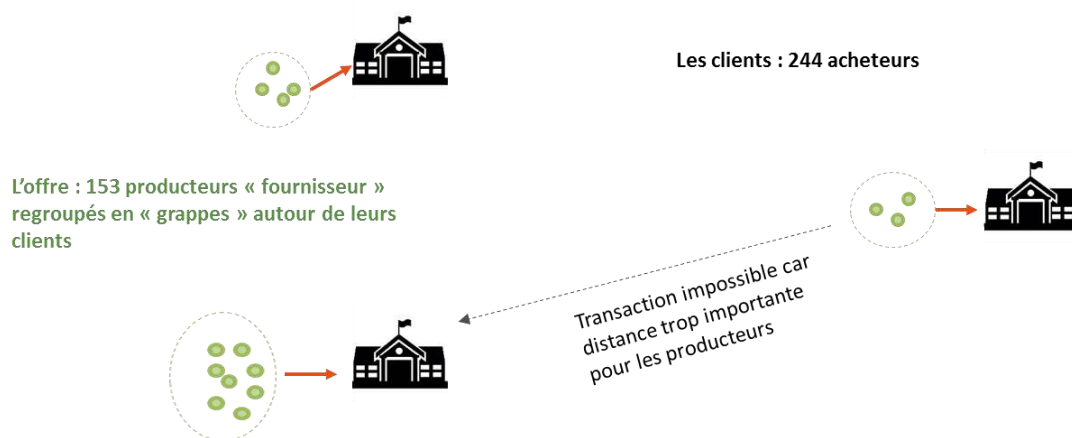 Les clients : 244 acheteurs
L'offre : 153 producteurs « fournisseur »
regroupés en « grappes » autour de leurs
clients
Transaction impossible car
distance trop importante
pour les producteurs